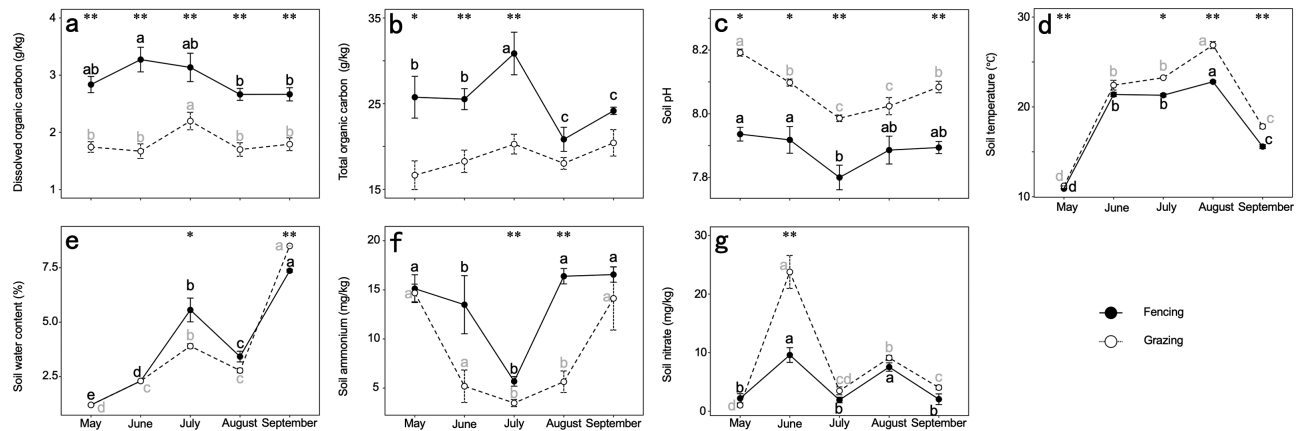 a
Dissolved organic carbon (g/kg)
4
3
2
1
** ** ** ** **
ab a ab b b
b b a b b
b
Total organic carbon (g/kg)
35
25
15
* ** **
b b a c c
c
Soil pH
8.2
8.0
7.8
* * ** **
a b c c b
a a b ab ab
d
Soil temperature (°C)
30
20
10
** * ** **
d b b a c
d b b a c
May June July August September
e
Soil water content (%)
7.5
5.0
2.5
* **
e d b c a
d c b c a
May June July August September
f
Soil ammonium (mg/kg)
20
15
10
5
** **
a b b a a
a a b b a
May June July August September
g
Soil nitrate (mg/kg)
30
20
10
0
**
b a b a b
d a cd b c
May June July August September
Fencing
Grazing